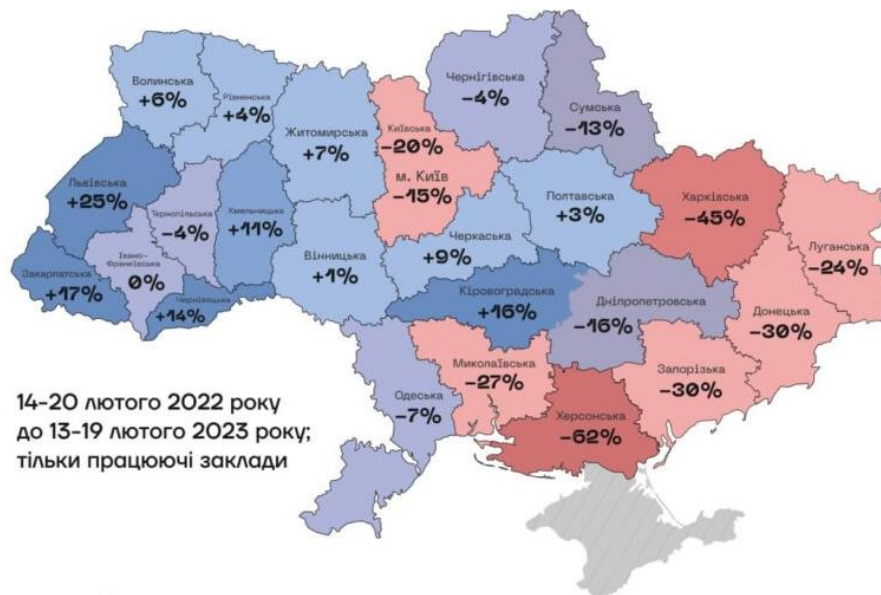 Волинська
+6%
Рівненська
+4%
Житомирська
+7%
Київська
-20%
м. Київ
-15%
Чернігівська
-4%
Сумська
-13%
Львівська
+25%
Тернопільська
-4%
Хмельницька
+11%
Вінницька
+1%
Черкаська
+9%
Полтавська
+3%
Харківська
-45%
Луганська
-24%
Закарпатська
+17%
Івано-
Франківська
0%
Чернівецька
+14%
Кіровоградська
+16%
Дніпропетровська
-16%
Донецька
-30%
Одеська
-7%
Миколаївська
-27%
Херсонська
-62%
Запорізька
-30%
14-20 лютого 2022 року
до 13-19 лютого 2023 року;
тільки працюючі заклади